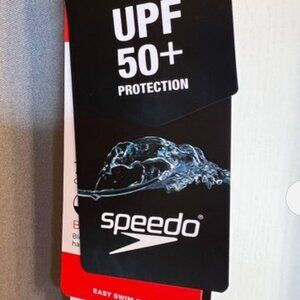 UPF
50+
PROTECTION
speedo®
EASY SWIM